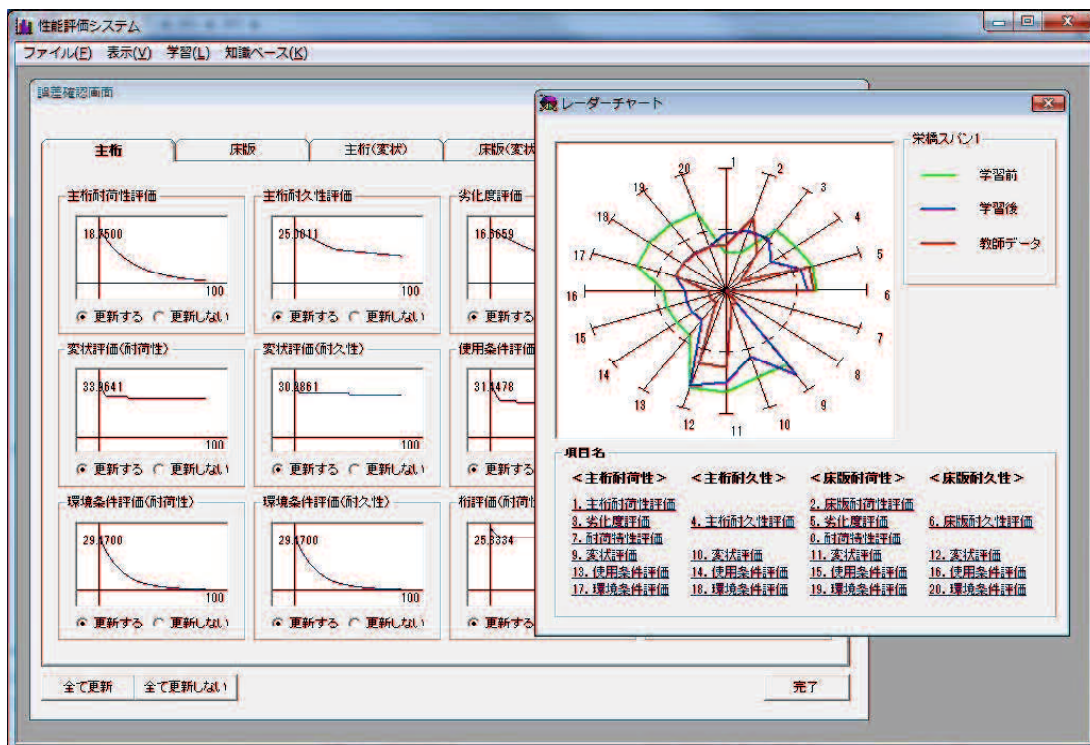 性能評価システム
ファイル(F) 表示(V) 学習(L) 知識ベース(K)
誤差確認画面
主桁 床版 主桁(変状) 床版(変状
主桁耐荷性評価
18.7500
100
更新する 更新しない
主桁耐久性評価
25.0011
100
更新する 更新しない
劣化度評価
16.6659
更新する
変状評価(耐荷性)
33.9641
100
更新する 更新しない
変状評価(耐久性)
30.9861
100
更新する 更新しない
使用条件評価
31.4478
更新する
環境条件評価(耐荷性)
29.1700
100
更新する 更新しない
環境条件評価(耐久性)
29.1700
100
更新する 更新しない
桁評価(耐荷性
25.8334
更新する
全て更新 全て更新しない 完了
レーダーチャート
1
2
3
4
5
6
7
8
9
10
11
12
13
14
15
16
17
18
19
20
栄橋スパン1
学習前
学習後
教師データ
項目名
<主桁耐荷性> <主桁耐久性> <床版耐荷性> <床版耐久性>
1. 主桁耐荷性評価 2. 床版耐荷性評価
3. 劣化度評価 4. 主桁耐久性評価 5. 劣化度評価 6. 床版耐久性評価
7. 耐荷特性評価 8. 耐荷特性評価
9. 変状評価 10. 変状評価 11. 変状評価 12. 変状評価
13. 使用条件評価 14. 使用条件評価 15. 使用条件評価 16. 使用条件評価
17. 環境条件評価 18. 環境条件評価 19. 環境条件評価 20. 環境条件評価